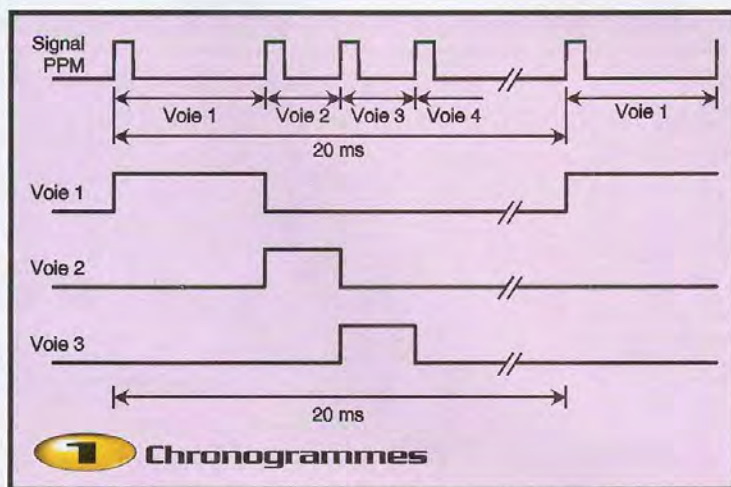 Signal
PPM
Voie 1
Voie 2
Voie 3
Voie 4
Voie 1
20 ms
Voie 1
Voie 2
Voie 3
20 ms
1 Chronogrammes